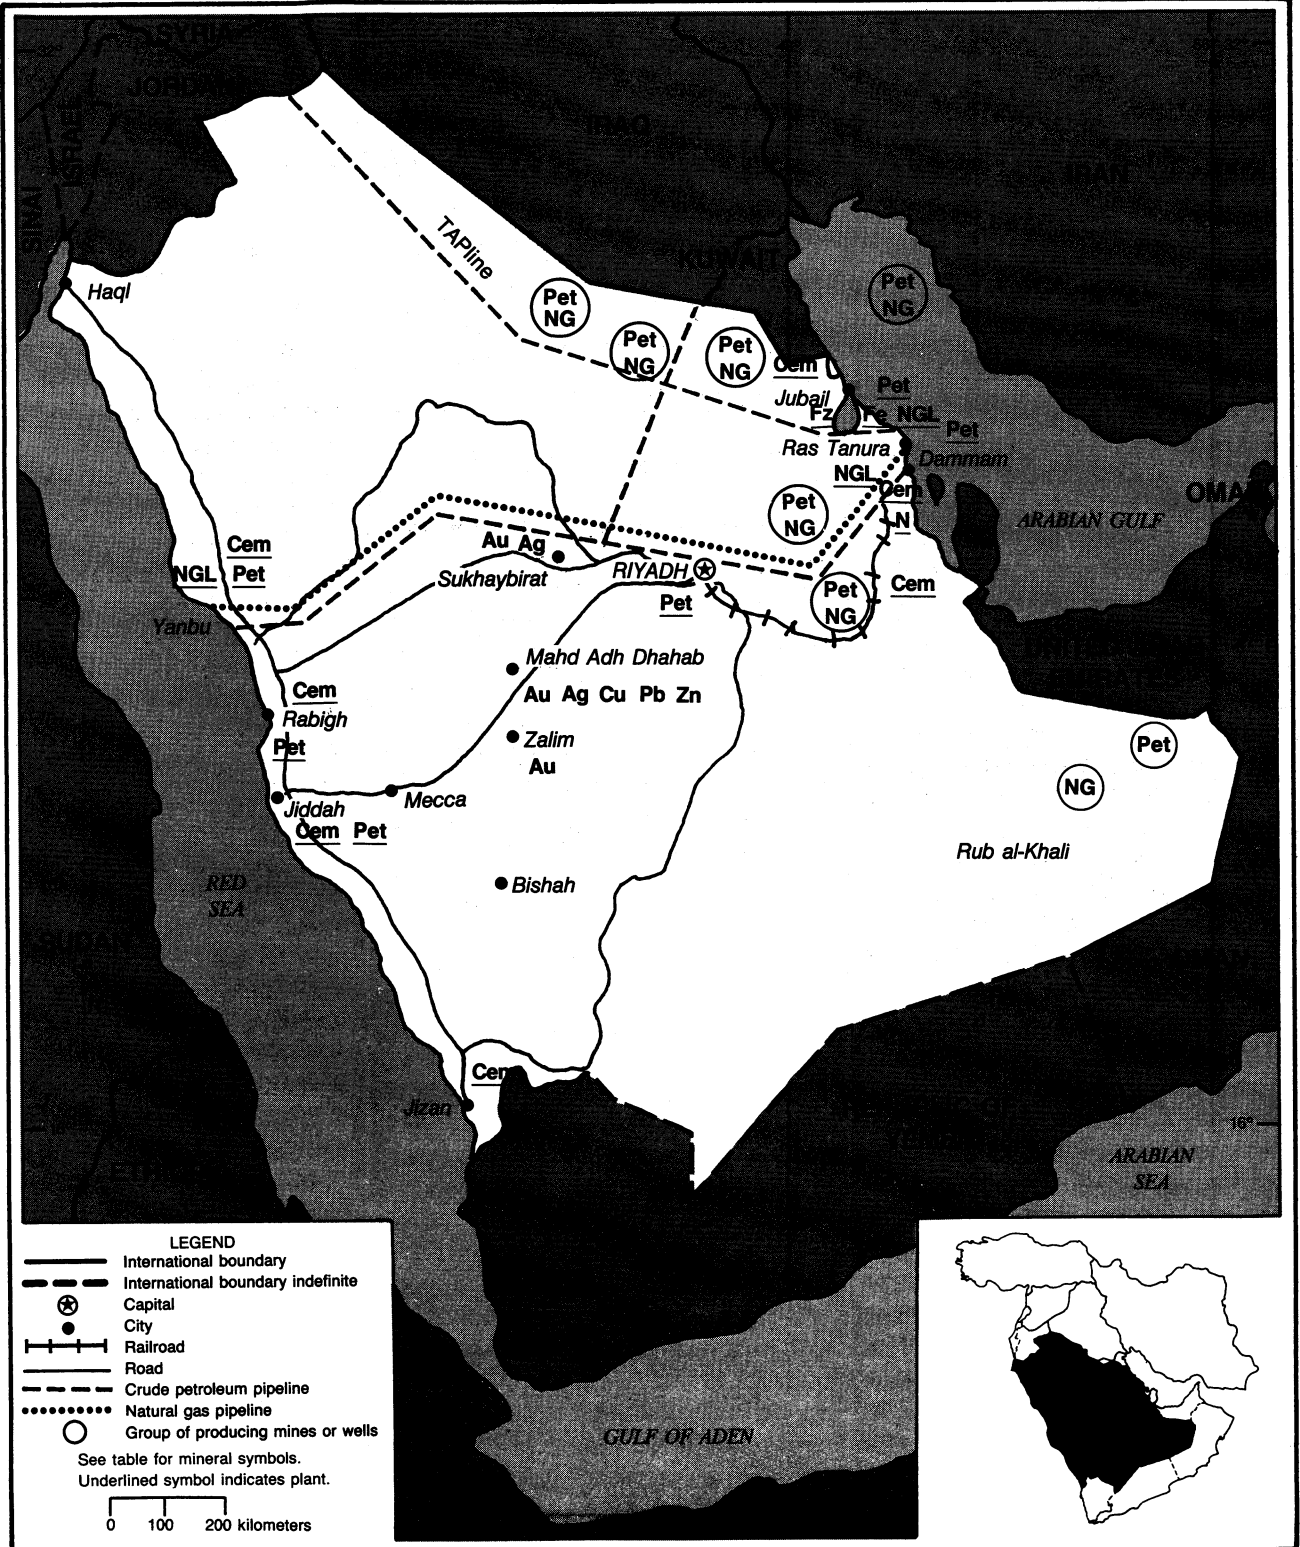 SYRIA
32°
JORDAN
ISRAEL
IRAQ
IRAN
SINAI
KUWAIT
TAPline
Haql
Pet
NG
Pet
NG
Pet
NG
Pet
NG
Cem
Jubail
Pet
Fz
Fe NGL
Pet
Ras Tanura
Dammam
NGL
Cem
N
OMAN
ARABIAN GULF
Pet
NG
Cem
NGL Pet
Au Ag
Sukhaybirat
RIYADH
Pet
Pet
NG
Cem
Yanbu
Mahd Adh Dhahab
Au Ag Cu Pb Zn
UNITED
EMIRATES
Cem
Rabigh
Pet
Zalim
Au
Pet
NG
Jiddah
Mecca
Cem Pet
Rub al-Khali
RED
SEA
Bishah
SUDAN
OMAN
Cem
Jizan
16°
YEMEN
ARABIAN
SEA
ETHIOPIA
GULF OF ADEN
LEGEND
International boundary
International boundary indefinite
Capital
City
Railroad
Road
Crude petroleum pipeline
Natural gas pipeline
Group of producing mines or wells
See table for mineral symbols.
Underlined symbol indicates plant.
0 100 200 kilometers